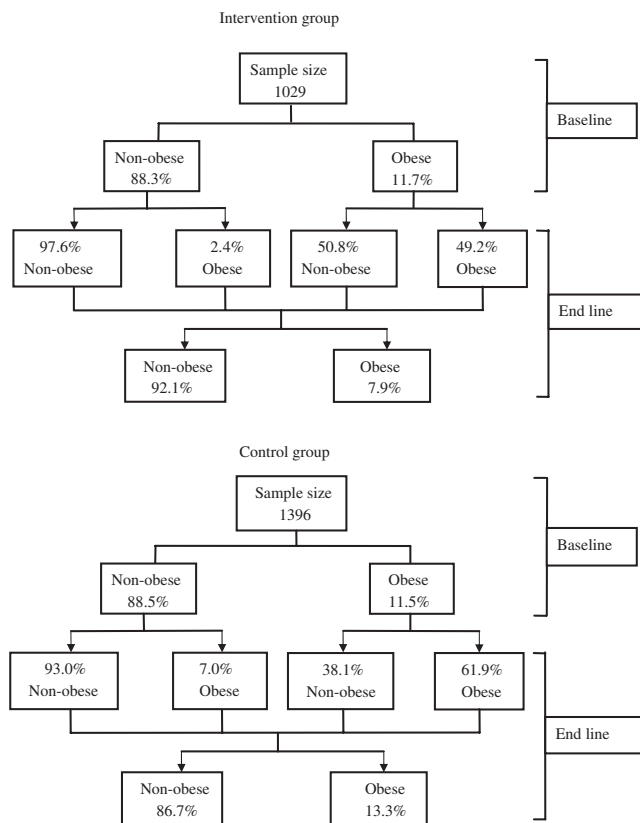 Intervention group
Sample size
1029
Baseline
Non-obese
88.3%
Obese
11.7%
97.6%
Non-obese
2.4%
Obese
50.8%
Non-obese
49.2%
Obese
End line
Non-obese
92.1%
Obese
7.9%
Control group
Sample size
1396
Baseline
Non-obese
88.5%
Obese
11.5%
93.0%
Non-obese
7.0%
Obese
38.1%
Non-obese
61.9%
Obese
End line
Non-obese
86.7%
Obese
13.3%